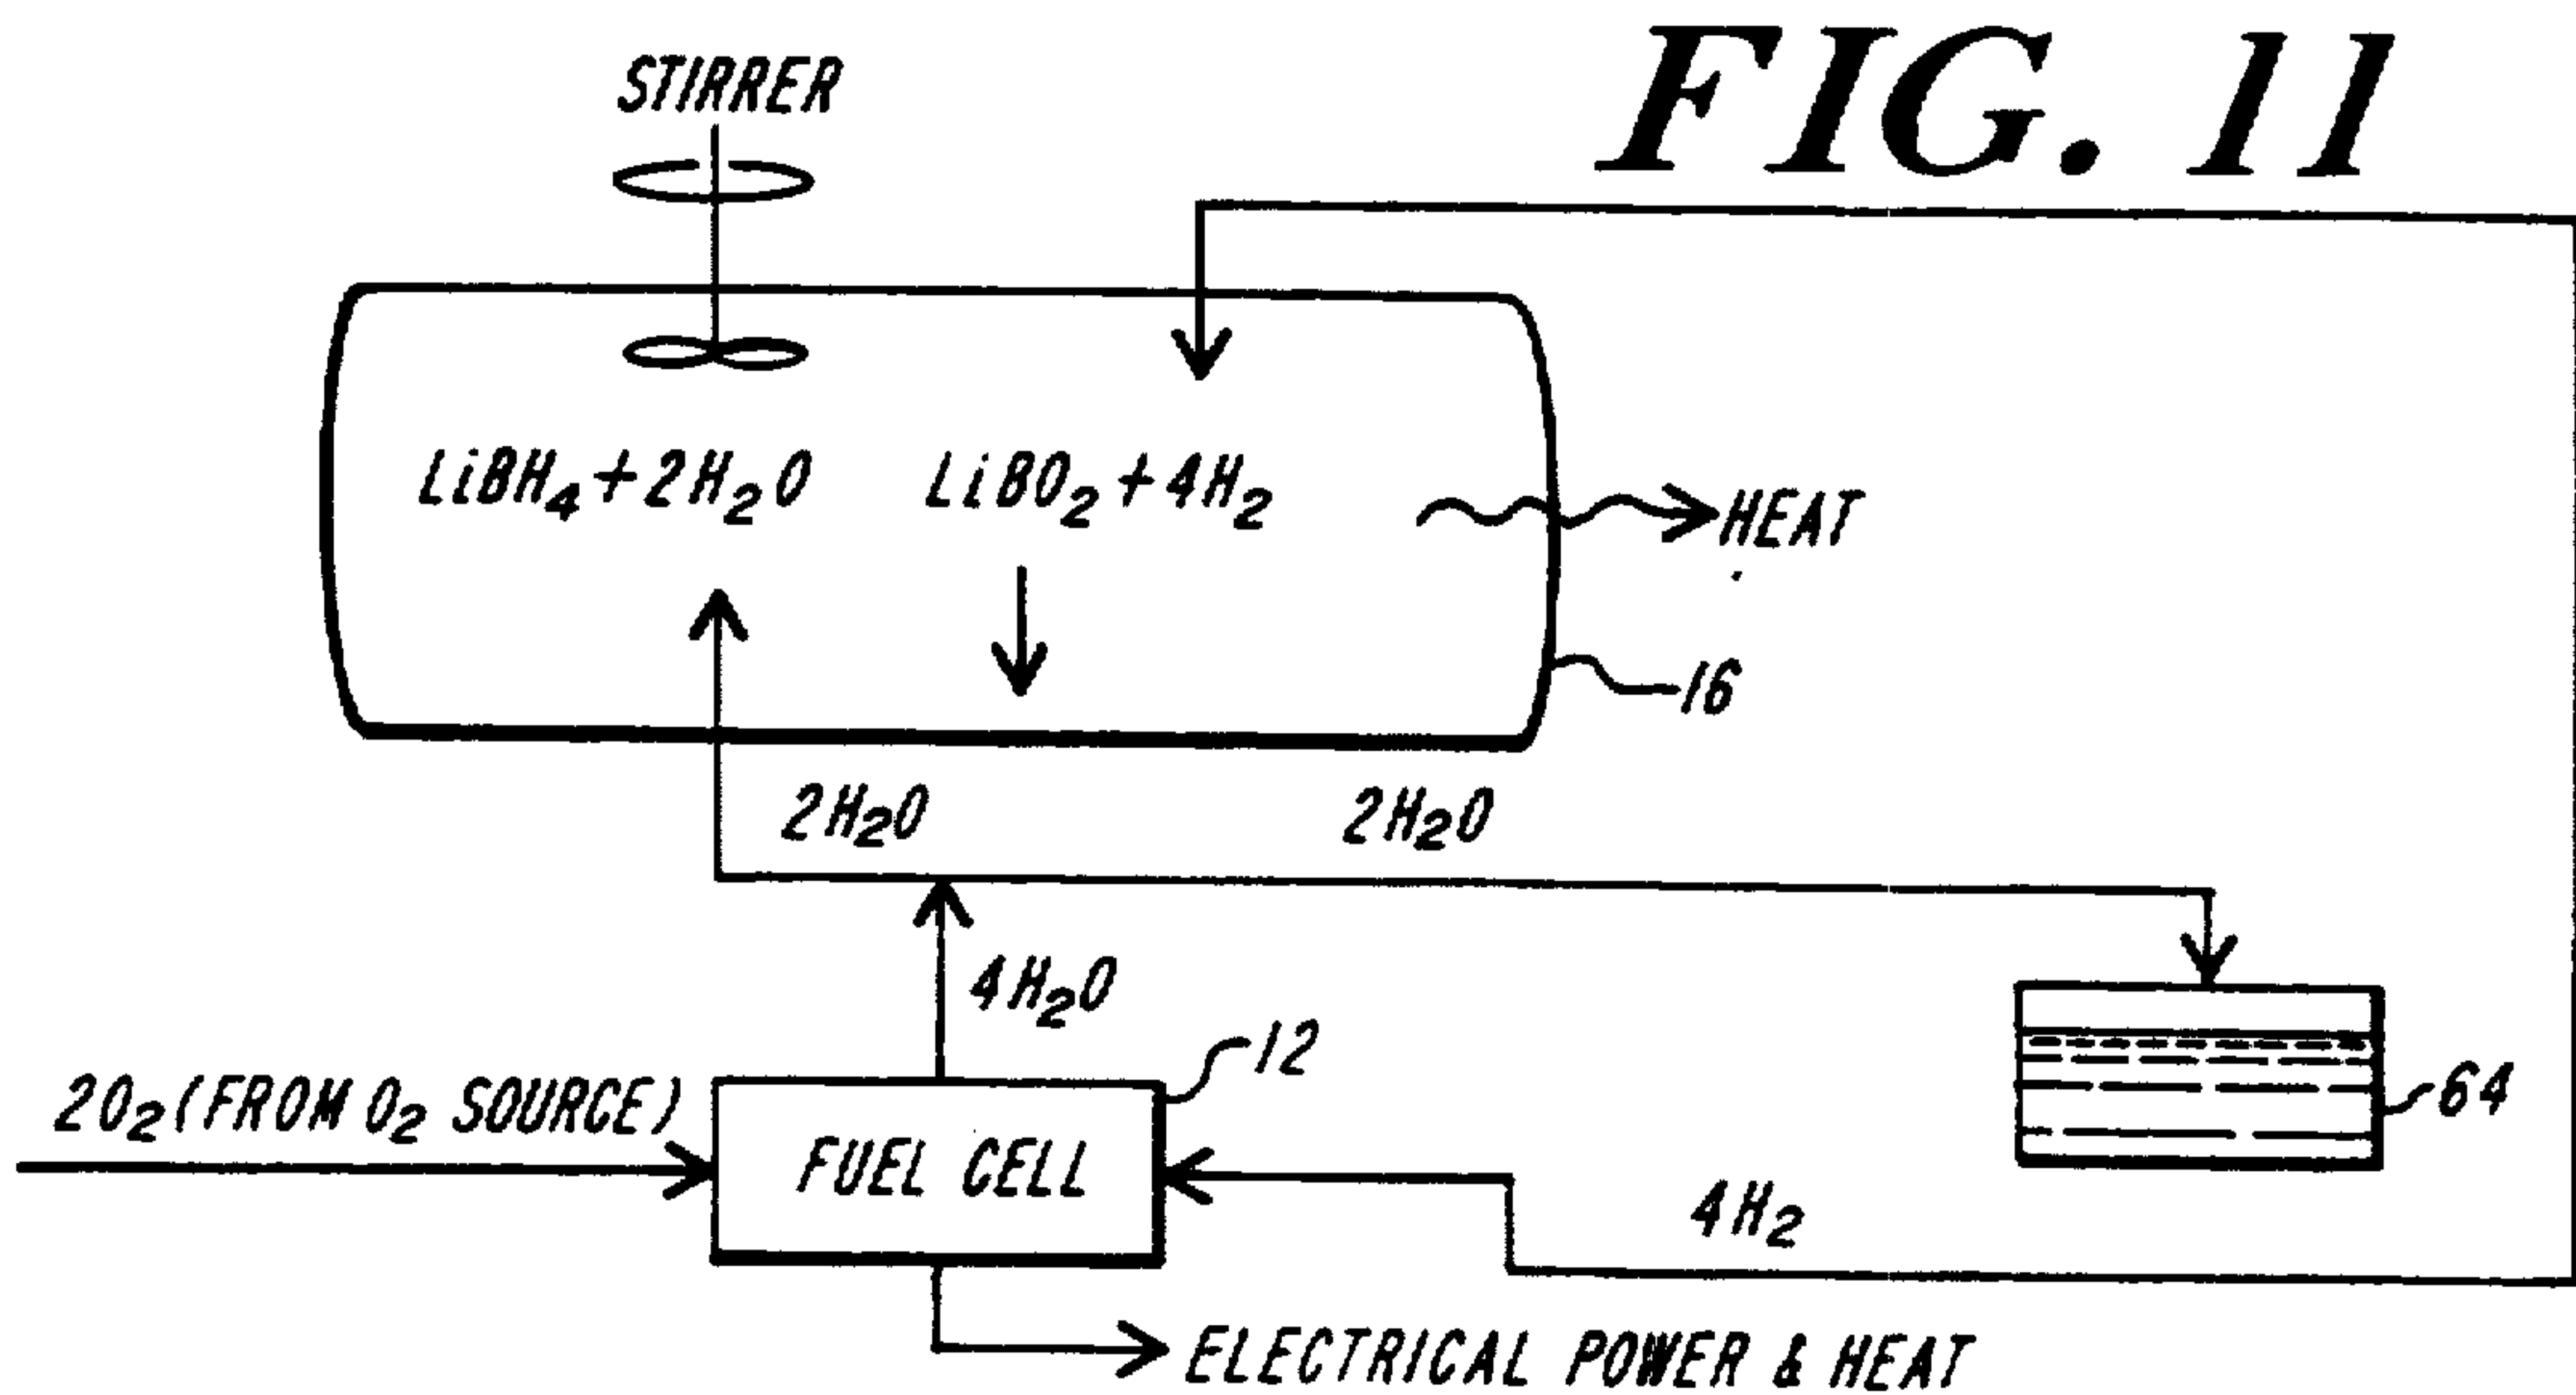 FIG. 11
STIRRER
LiBH₄+2H₂O LiBO₂+4H₂
HEAT
16
2H₂O 2H₂O
4H₂O
12
2O₂(FROM O₂ SOURCE)
FUEL CELL
64
4H₂
ELECTRICAL POWER & HEAT